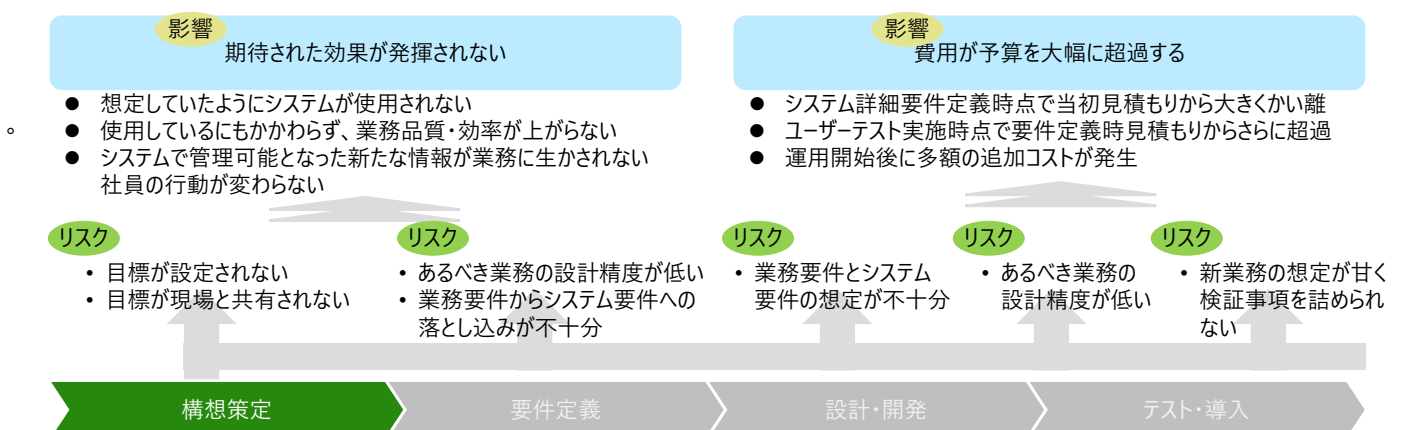 影響
期待された効果が発揮されない
● 想定していたようにシステムが使用されない
● 使用しているにもかかわらず、業務品質・効率が上がらない
● システムで管理可能となった新たな情報が業務に生かされない
社員の行動が変わらない
。
影響
費用が予算を大幅に超過する
● システム詳細要件定義時点で当初見積もりから大きくかい離
● ユーザーテスト実施時点で要件定義時見積もりからさらに超過
● 運用開始後に多額の追加コストが発生
リスク
• 目標が設定されない
• 目標が現場と共有されない
リスク
• あるべき業務の設計精度が低い
• 業務要件からシステム要件への
落とし込みが不十分
リスク
• 業務要件とシステム
要件の想定が不十分
リスク
• あるべき業務の
設計精度が低い
リスク
• 新業務の想定が甘く
検証事項を詰められ
ない
構想策定
要件定義
設計・開発
テスト・導入